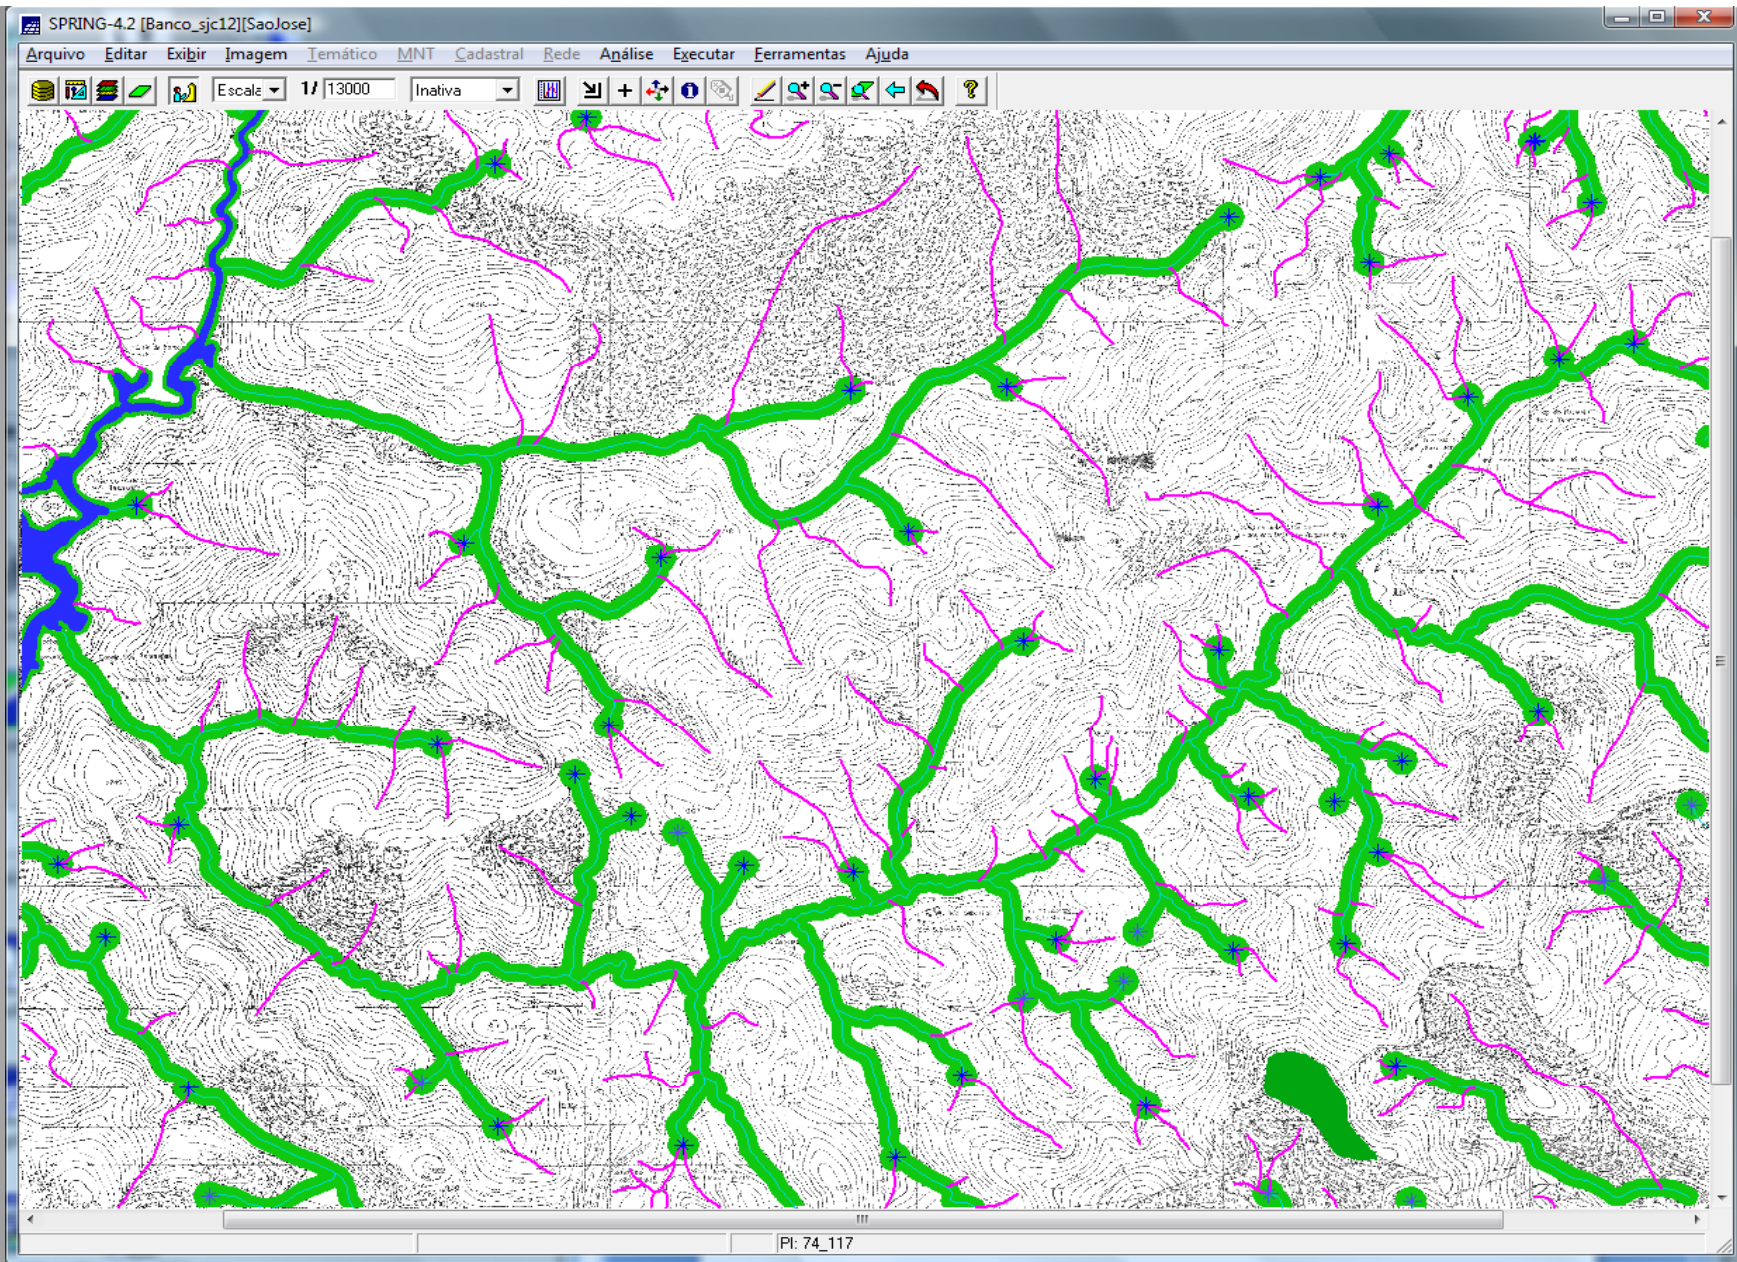 SPRING-4.2 [Banco_sjc12][SaoJose]
Arquivo Editar Exibir Imagem Temático MNT Cadastral Rede Análise Executar Ferramentas Ajuda
Escala 1/ 13000 Inativa
PI: 74_117